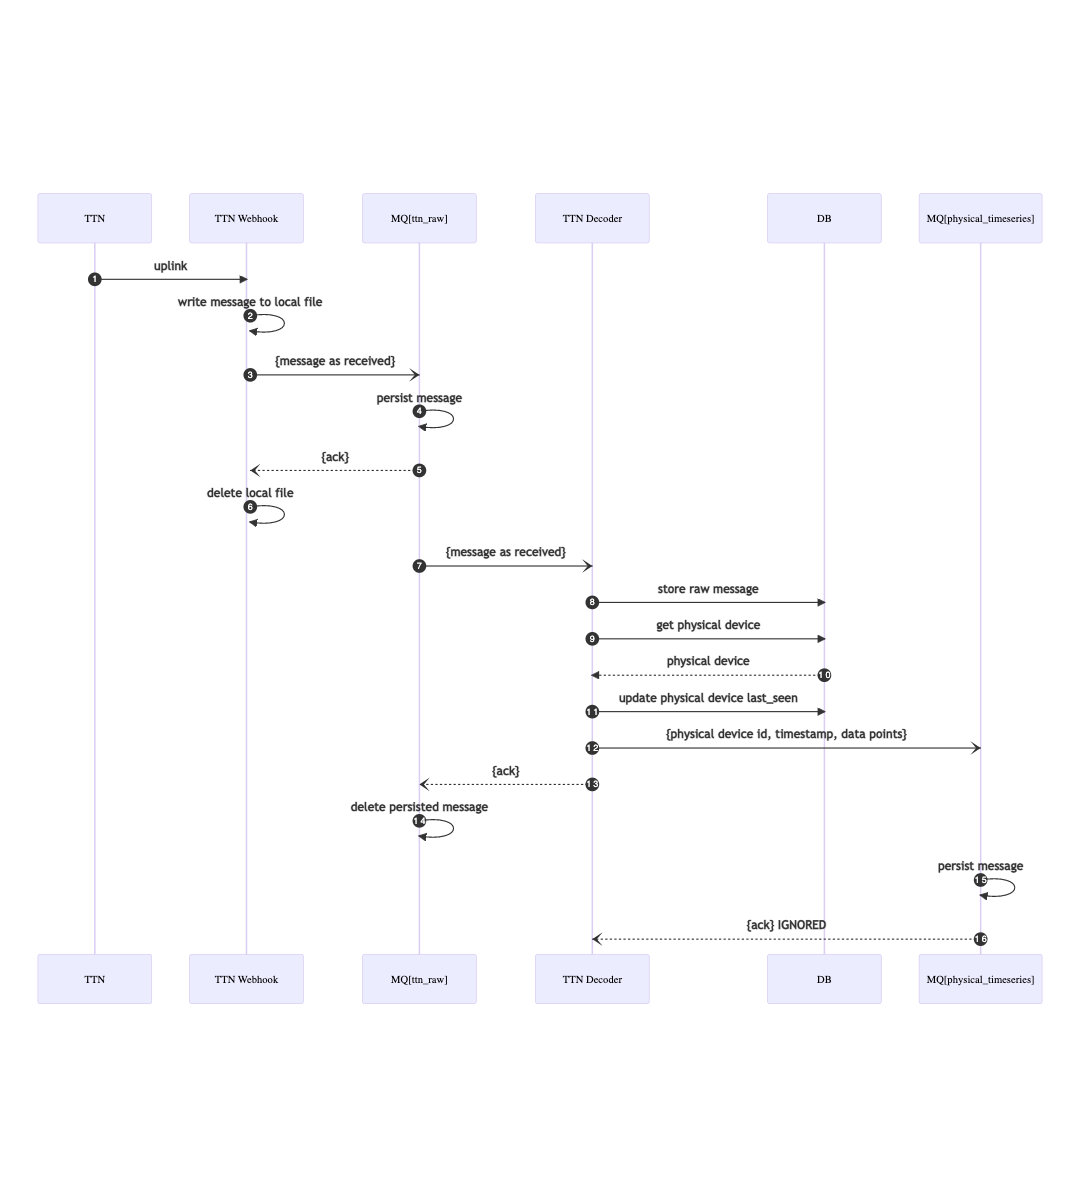 TTN
TTN Webhook
MQ[ttn_raw]
TTN Decoder
DB
MQ[physical_timeseries]
uplink
1
write message to local file
2
{message as received}
3
persist message
4
{ack}
5
delete local file
6
{message as received}
7
store raw message
8
get physical device
9
physical device
10
update physical device last_seen
11
{physical device id, timestamp, data points}
12
{ack}
13
delete persisted message
14
persist message
15
{ack} IGNORED
16
TTN
TTN Webhook
MQ[ttn_raw]
TTN Decoder
DB
MQ[physical_timeseries]